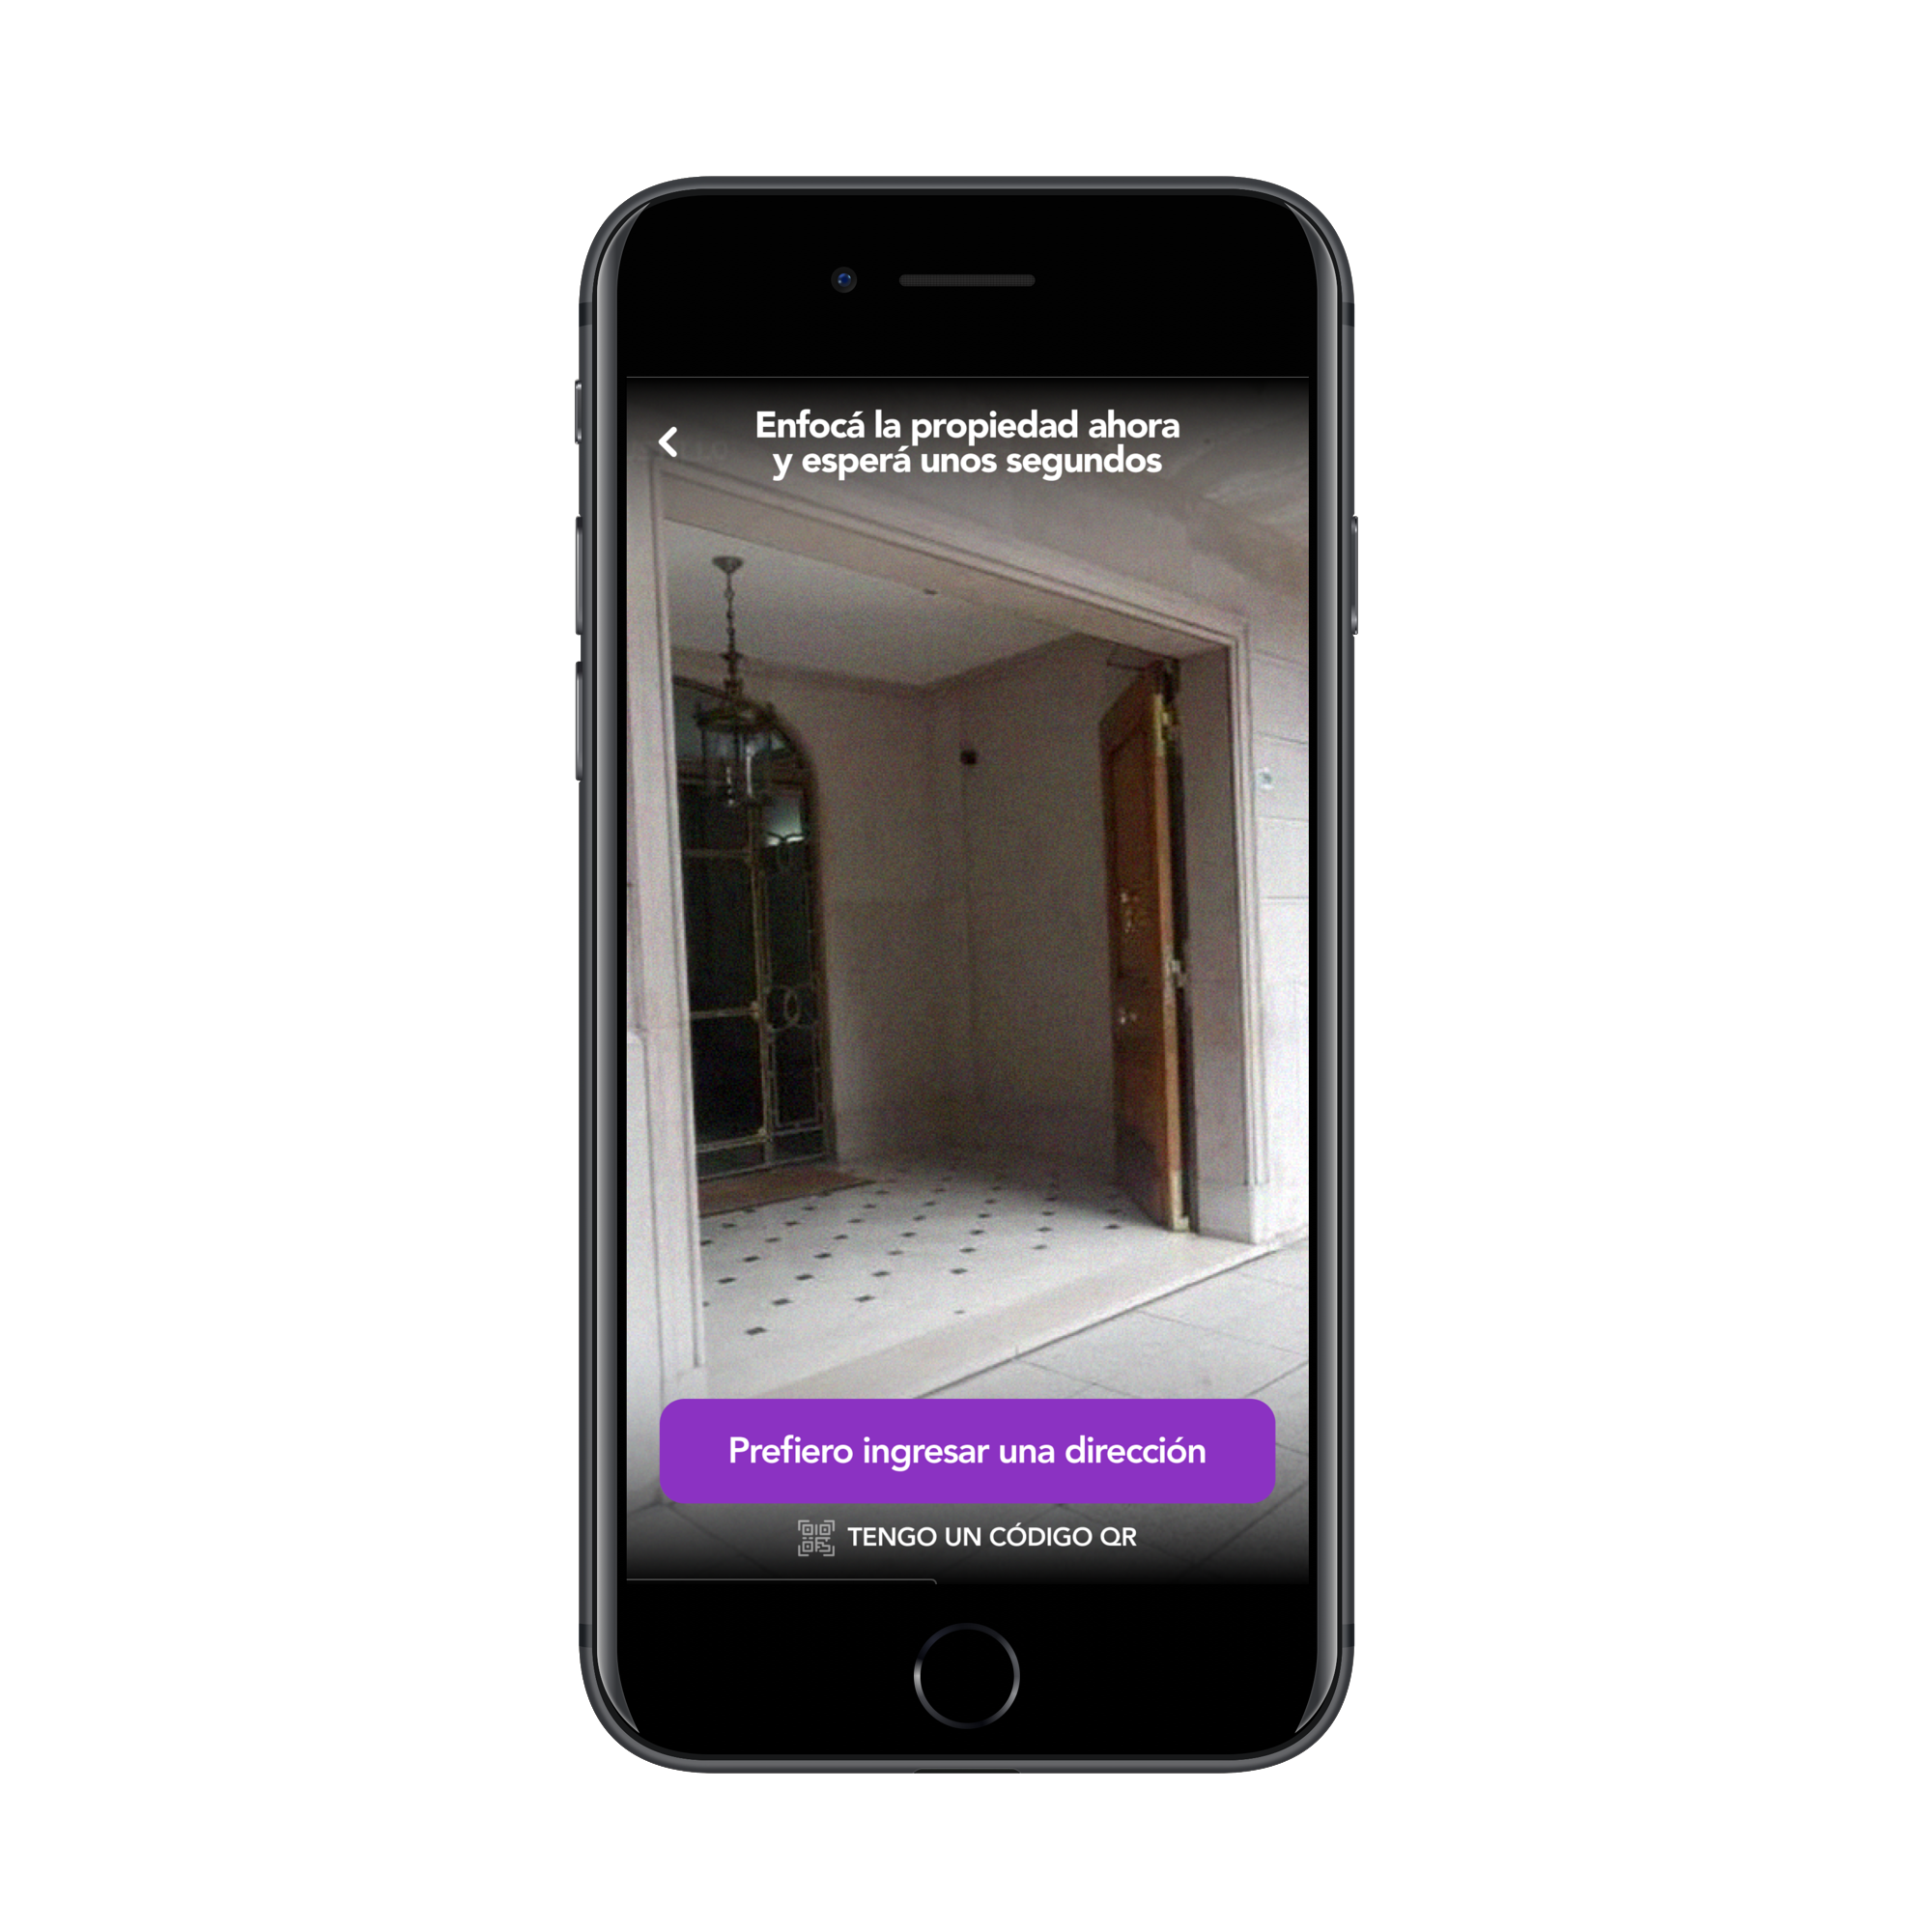 Enfocá la propiedad ahora
y esperá unos segundos
Prefiero ingresar una dirección
TENGO UN CÓDIGO QR